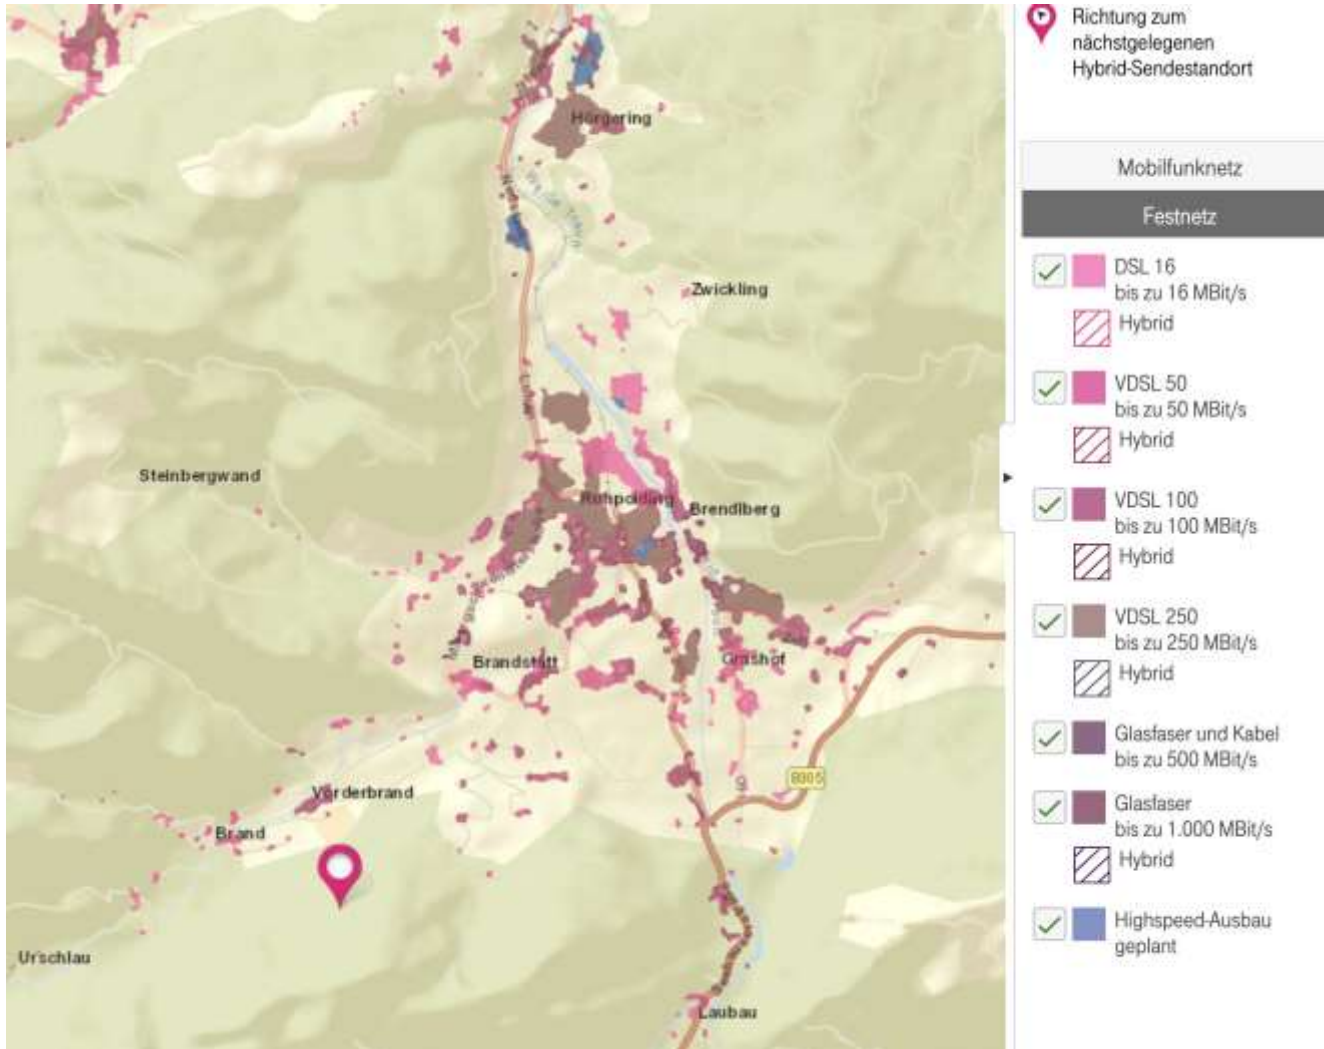 Richtung zum
nächstgelegenen
Hybrid-Sendestandort
Mobilfunknetz
Festnetz
DSL 16
bis zu 16 MBit/s
Hybrid
VDSL 50
bis zu 50 MBit/s
Hybrid
VDSL 100
bis zu 100 MBit/s
Hybrid
VDSL 250
bis zu 250 MBit/s
Hybrid
Glasfaser und Kabel
bis zu 500 MBit/s
Glasfaser
bis zu 1.000 MBit/s
Hybrid
Highspeed-Ausbau
geplant
Hörgering
Zwickling
Steinbergwand
Ruhpolding
Brendlberg
Brandstätt
Grashof
B305
Vorderbrand
Brand
Urschlau
Laubau